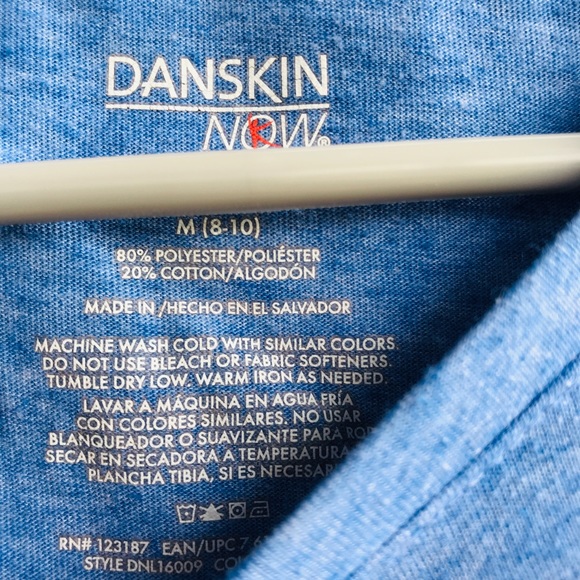 DANSKIN
NOW®
M (8-10)
80% POLYESTER/POLIÉSTER
20% COTTON/ALGODÓN
MADE IN /HECHO EN EL SALVADOR
MACHINE WASH COLD WITH SIMILAR COLORS.
DO NOT USE BLEACH OR FABRIC SOFTENERS.
TUMBLE DRY LOW. WARM IRON AS NEEDED.
LAVAR A MÁQUINA EN AGUA FRÍA
CON COLORES SIMILARES. NO USAR
BLANQUEADOR O SUAVIZANTE PARA
SECAR EN SECADORA A
PLANCHA TIBIA, SI ES
RN# 123187 EAN/UPC
STYLE DNL16009